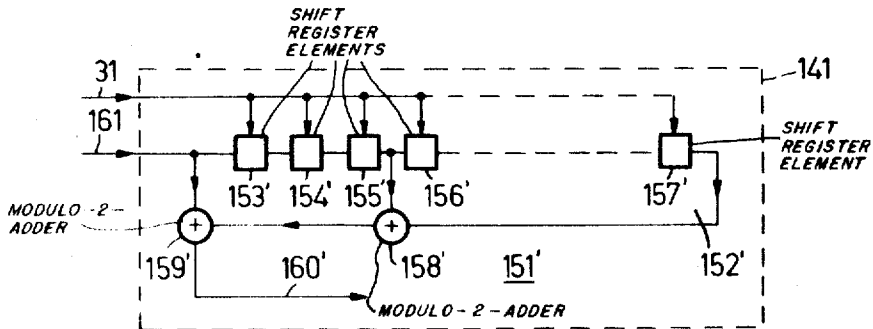 SHIFT
REGISTER
ELEMENTS
141
31
161
SHIFT
REGISTER
ELEMENT
153'
154'
155'
156'
157'
MODULO-2-
ADDER
+
+
159'
158'
151'
152'
160'
MODULO-2-ADDER